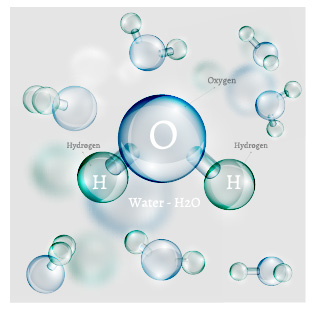 Oxygen
O
Hydrogen Hydrogen
H H
Water - H2O